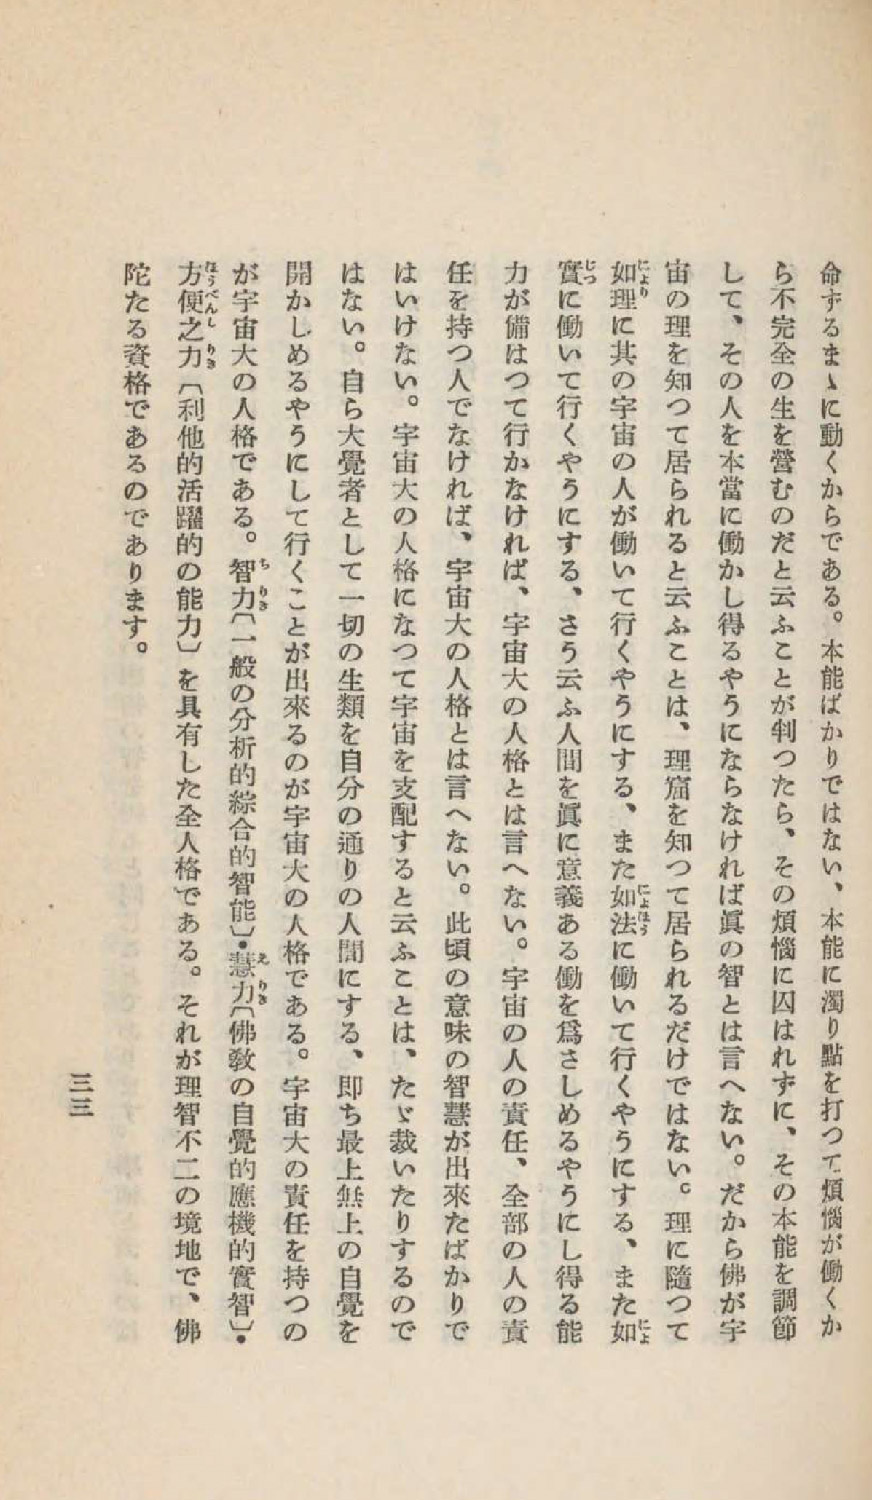 命ずるまゝに動くからである。本能ばかりではない、本能に濁り點を打つて煩惱が働くか
ら不完全の生を營むのだと云ふことが判つたら、その煩惱に囚はれずに、その本能を調節
して、その人を本當に働かし得るやうにならなければ眞の智とは言へない。だから佛が宇
宙の理を知つて居られると云ふことは、理窟を知つて居られるだけではない。理に隨つて
如理に其の宇宙の人が働いて行くやうにする、また如法に働いて行くやうにする、また如
實に働いて行くやうにする、さう云ふ人間を眞に意義ある働を爲さしめるやうにし得る能
力が備はつて行かなければ、宇宙大の人格とは言へない。宇宙の人の責任、全部の人の責
任を持つ人でなければ、宇宙大の人格とは言へない。此頃の意味の智慧が出來たばかりで
はいけない。宇宙大の人格になつて宇宙を支配すると云ふことは、たゞ裁いたりするので
はない。自ら大覺者として一切の生類を自分の通りの人間にする、即ち最上無上の自覺を
開かしめるやうにして行くことが出來るのが宇宙大の人格である。宇宙大の責任を持つの
が宇宙大の人格である。智力〔一般の分析的綜合的智能〕・慧力〔佛敎の自覺的應機的實智〕・
方便之力〔利他的活躍的の能力〕を具有した全人格である。それが理智不二の境地で、佛
陀たる資格であるのであります。
三三